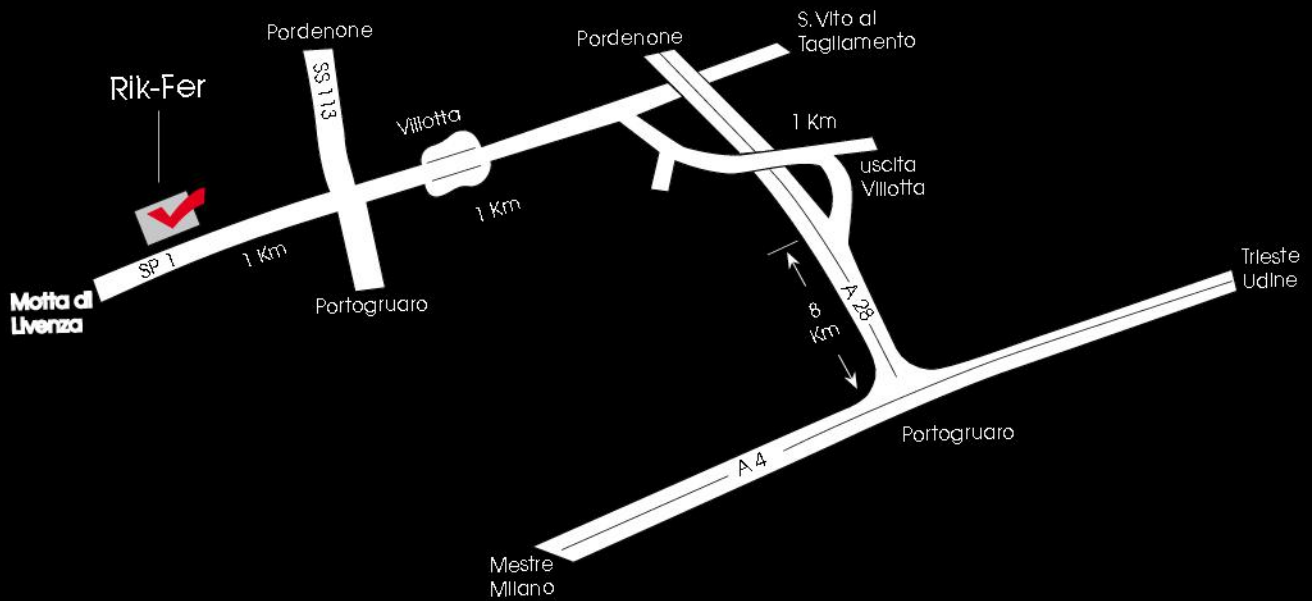 S. Vito al
Tagliamento
Pordenone
Pordenone
Rik-Fer
SS 113
Villotta
1 Km
uscita
Villotta
1 Km
1 Km
SP 1
Motta di
Livenza
Portogruaro
Trieste
Udine
A 28
8
Km
Portogruaro
A 4
Mestre
Milano